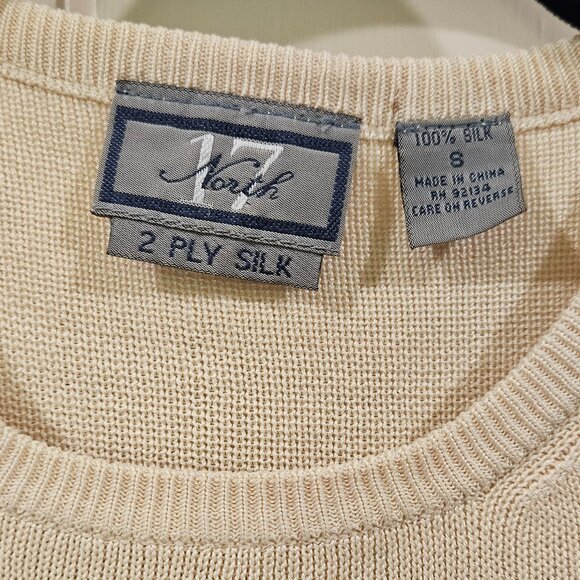 17
North
2 PLY SILK
100% SILK
S
MADE IN CHINA
RN 92134
CARE ON REVERSE